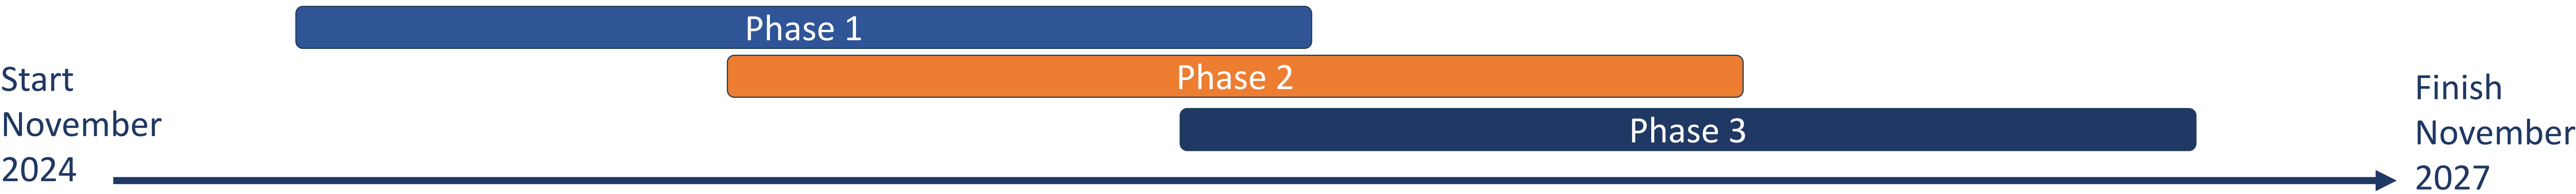 Phase 1
Phase 2
Phase 3
Start
November
2024
Finish
November
2027